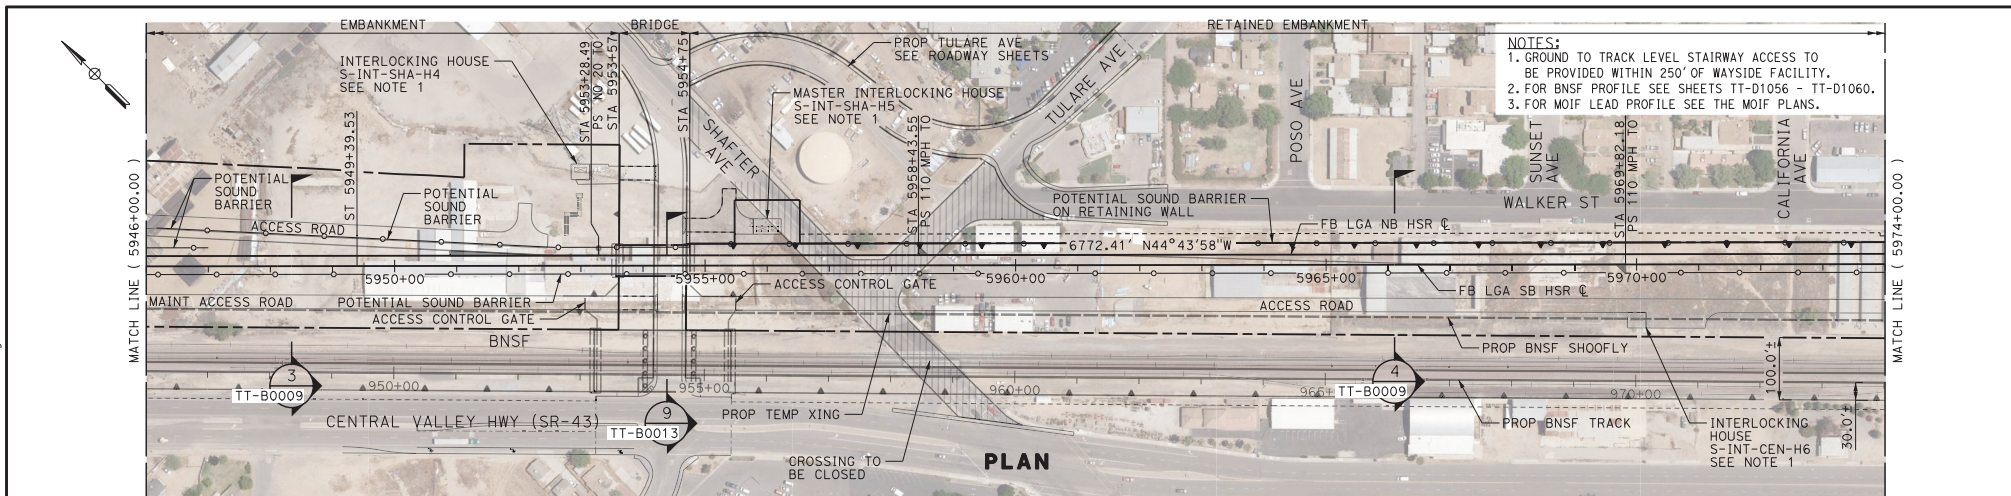 EMBANKMENT
BRIDGE
RETAINED EMBANKMENT
NOTES:
1. GROUND TO TRACK LEVEL STAIRWAY ACCESS TO
BE PROVIDED WITHIN 250' OF WAYSIDE FACILITY.
2. FOR BNSF PROFILE SEE SHEETS TT-D1056 - TT-D1060.
3. FOR MOIF LEAD PROFILE SEE THE MOIF PLANS.
INTERLOCKING HOUSE
S-INT-SHA-H4
SEE NOTE 1
STA 5953+28.49
PS NO 20 TO
STA 5953+57
STA 5954+75
PROP TULARE AVE
SEE ROADWAY SHEETS
TULARE AVE
MASTER INTERLOCKING HOUSE
S-INT-SHA-H5
SEE NOTE 1
SHAFTER
AVE
ST 5949+39.53
STA 5958+43.55
PS 110 MPH TO
POSO AVE
SUNSET
AVE
STA 5969+82.18
PS 110 MPH TO
CALIFORNIA
AVE
MATCH LINE ( 5946+00.00 )
MATCH LINE ( 5974+00.00 )
POTENTIAL
SOUND
BARRIER
POTENTIAL
SOUND
BARRIER
ACCESS ROAD
POTENTIAL SOUND BARRIER
ON RETAINING WALL
WALKER ST
FB LGA NB HSR ℄
6772.41' N44°43'58"W
5950+00
5955+00
5960+00
5965+00
5970+00
FB LGA SB HSR ℄
MAINT ACCESS ROAD
POTENTIAL SOUND BARRIER
ACCESS CONTROL GATE
ACCESS CONTROL GATE
ACCESS ROAD
BNSF
PROP BNSF SHOOFLY
100.0'±
30.0'±
950+00
955+00
960+00
965+
970+00
3
TT-B0009
4
TT-B0009
9
TT-B0013
CENTRAL VALLEY HWY (SR-43)
PROP TEMP XING
PROP BNSF TRACK
INTERLOCKING
HOUSE
S-INT-CEN-H6
SEE NOTE 1
CROSSING TO
BE CLOSED
PLAN